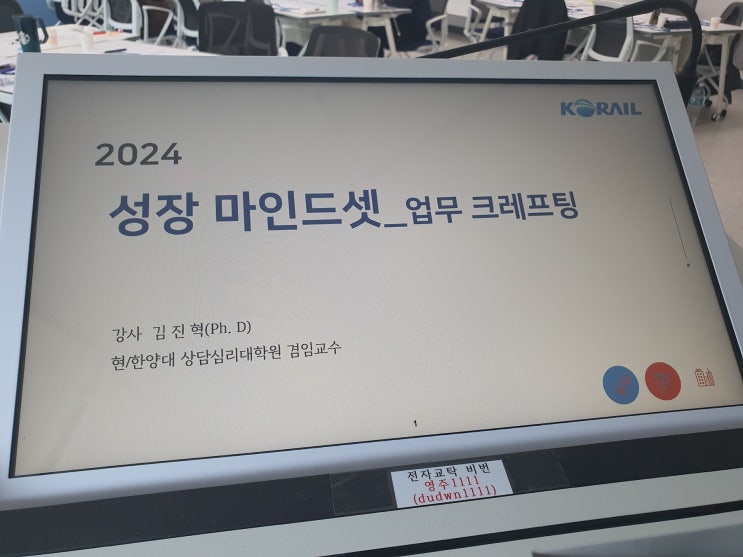 KORAIL
2024
성장 마인드셋_업무 크레프팅
강사 김 진 혁(Ph. D)
현/한양대 상담심리대학원 겸임교수
1
전자교탁 비번
영주1111
(dudwn1111)